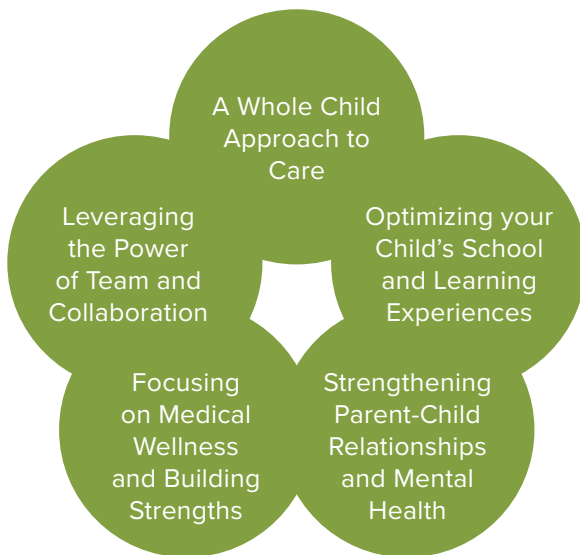 A Whole Child
Approach to
Care
Leveraging
the Power
of Team and
Collaboration
Optimizing your
Child’s School
and Learning
Experiences
Focusing
on Medical
Wellness
and Building
Strengths
Strengthening
Parent-Child
Relationships
and Mental
Health